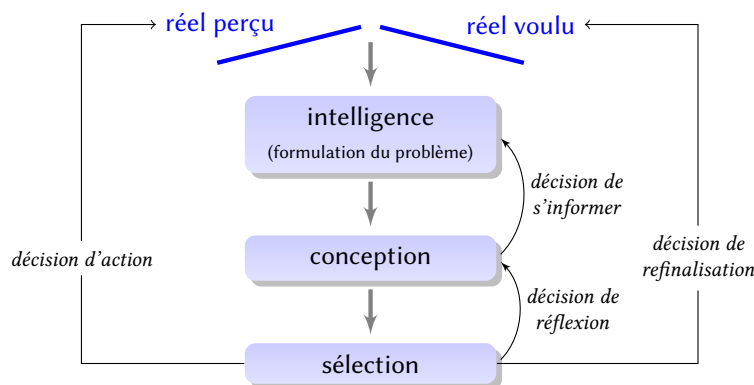 réel perçu
réel voulu
intelligence
(formulation du problème)
décision de
s'informer
décision d'action
conception
décision de
refinalisation
décision de
réflexion
sélection